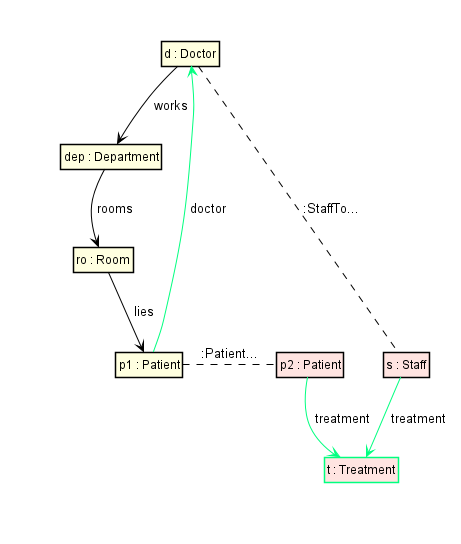 d : Doctor
works
dep : Department
rooms
doctor
:StaffTo...
ro : Room
lies
:Patient...
p1 : Patient
p2 : Patient
s : Staff
treatment
treatment
t : Treatment